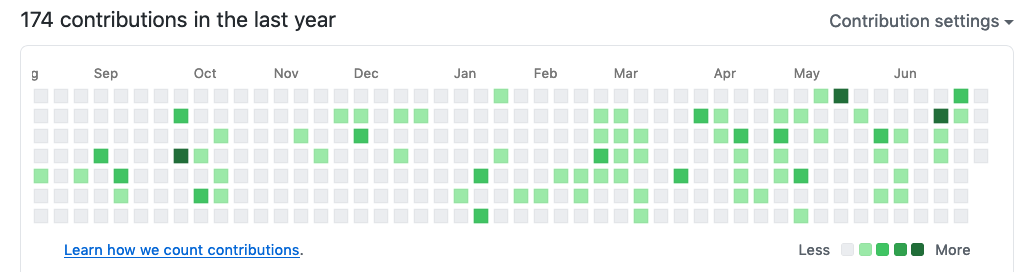 174 contributions in the last year
Contribution settings
g Sep Oct Nov Dec Jan Feb Mar Apr May Jun
Learn how we count contributions.
Less More